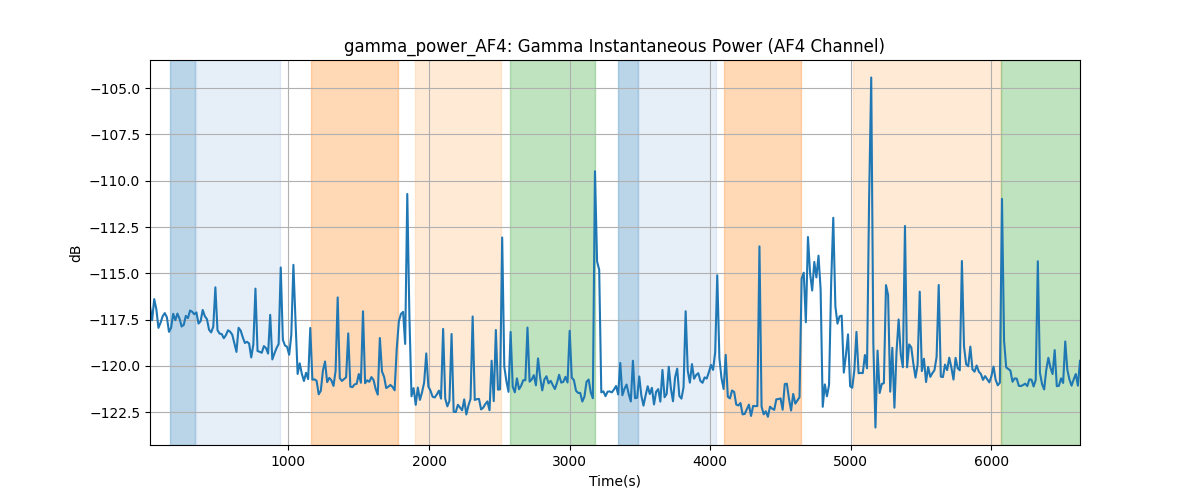 gamma_power_AF4: Gamma Instantaneous Power (AF4 Channel)
dB
−105.0
−107.5
−110.0
−112.5
−115.0
−117.5
−120.0
−122.5
1000 2000 3000 4000 5000 6000
Time(s)